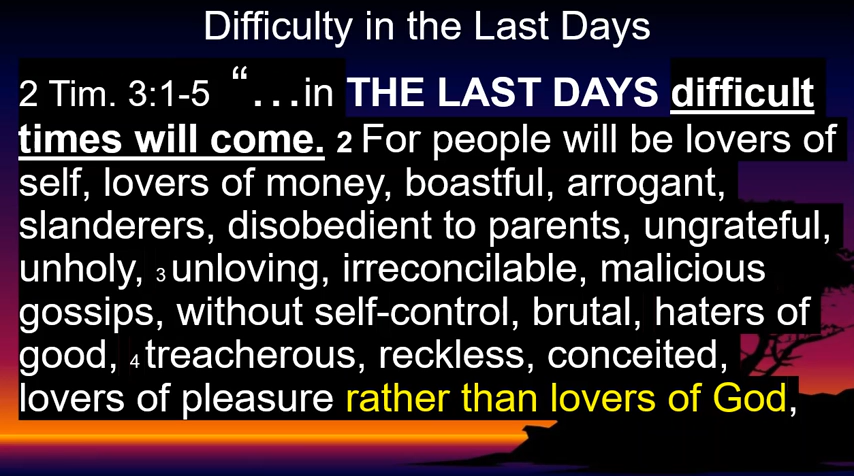 Difficulty in the Last Days
2 Tim. 3:1-5 “…in THE LAST DAYS difficult
times will come. 2 For people will be lovers of
self, lovers of money, boastful, arrogant,
slanderers, disobedient to parents, ungrateful,
unholy, 3 unloving, irreconcilable, malicious
gossips, without self-control, brutal, haters of
good, 4 treacherous, reckless, conceited,
lovers of pleasure rather than lovers of God,